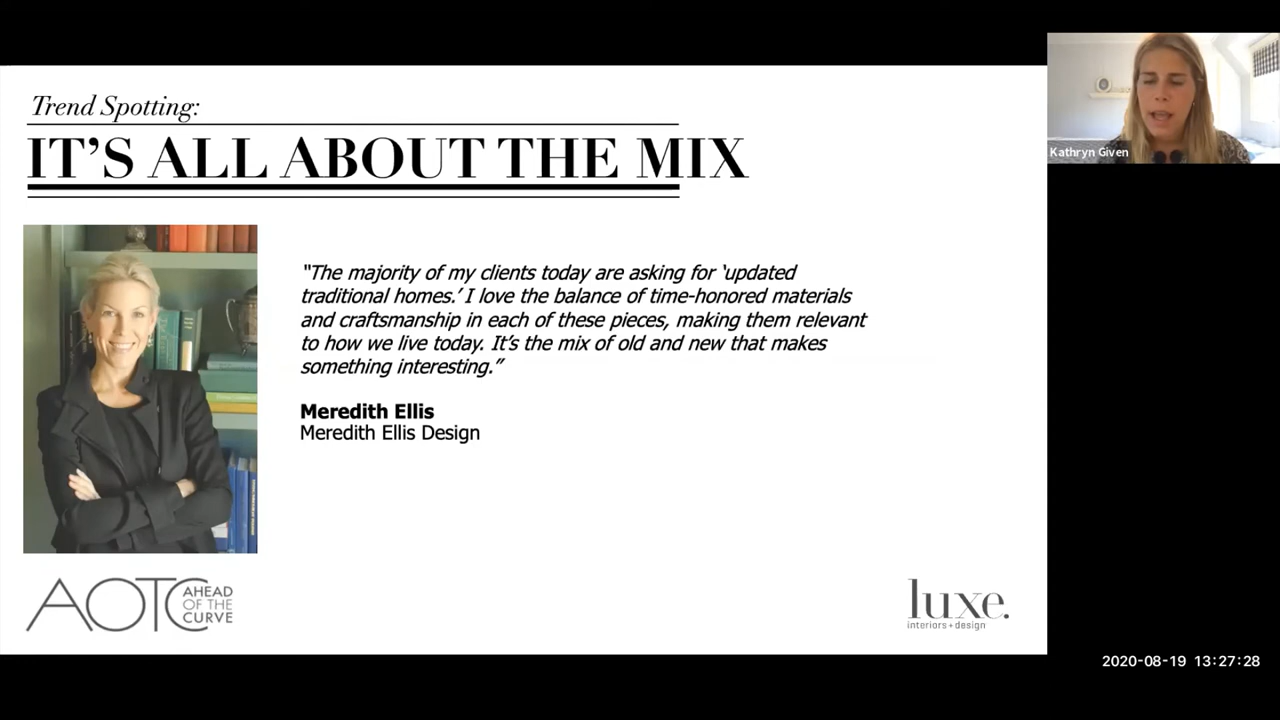 Trend Spotting:
IT'S ALL ABOUT THE MIX
Kathryn Given
“The majority of my clients today are asking for ‘updated
traditional homes.’ I love the balance of time-honored materials
and craftsmanship in each of these pieces, making them relevant
to how we live today. It’s the mix of old and new that makes
something interesting.”
Meredith Ellis
Meredith Ellis Design
AOTC AHEAD
OF THE
CURVE
luxe.
interiors + design
2020-08-19 13:27:28